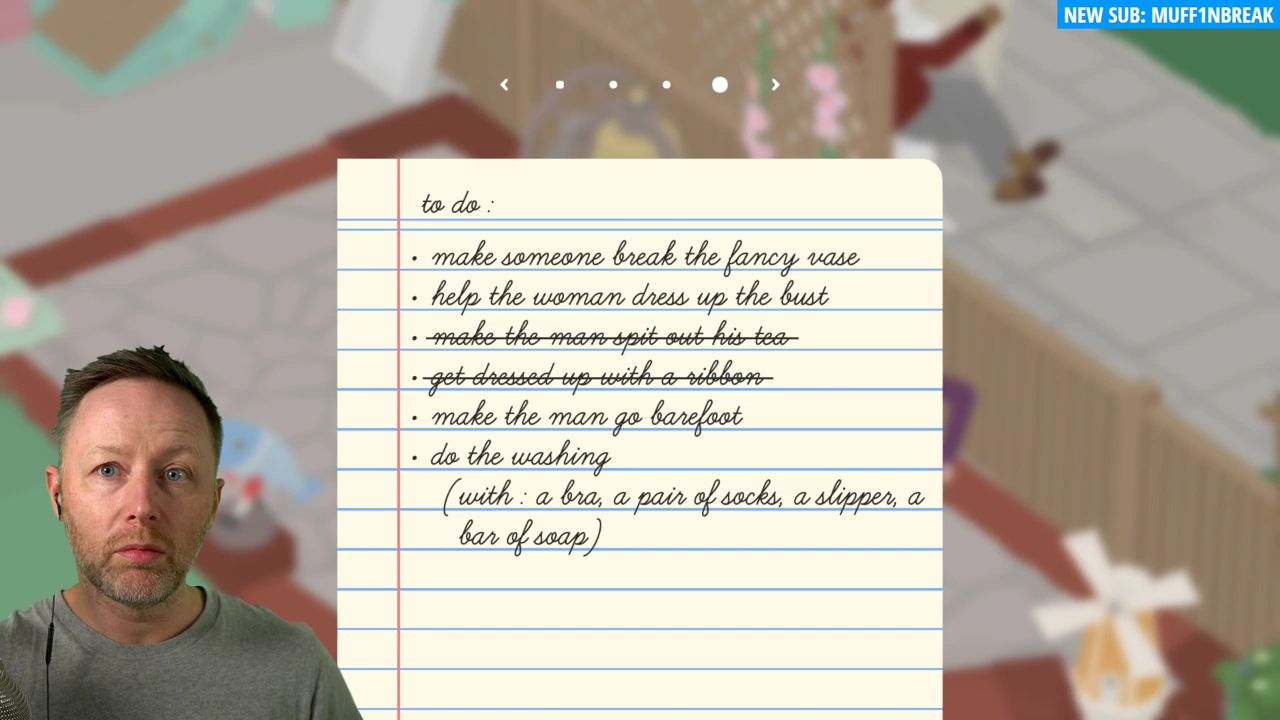 NEW SUB: MUFF1NBREAK
to do :
• make someone break the fancy vase
• help the woman dress up the bust
• make the man spit out his tea
• get dressed up with a ribbon
• make the man go barefoot
• do the washing
(with : a bra, a pair of socks, a slipper, a
bar of soap)